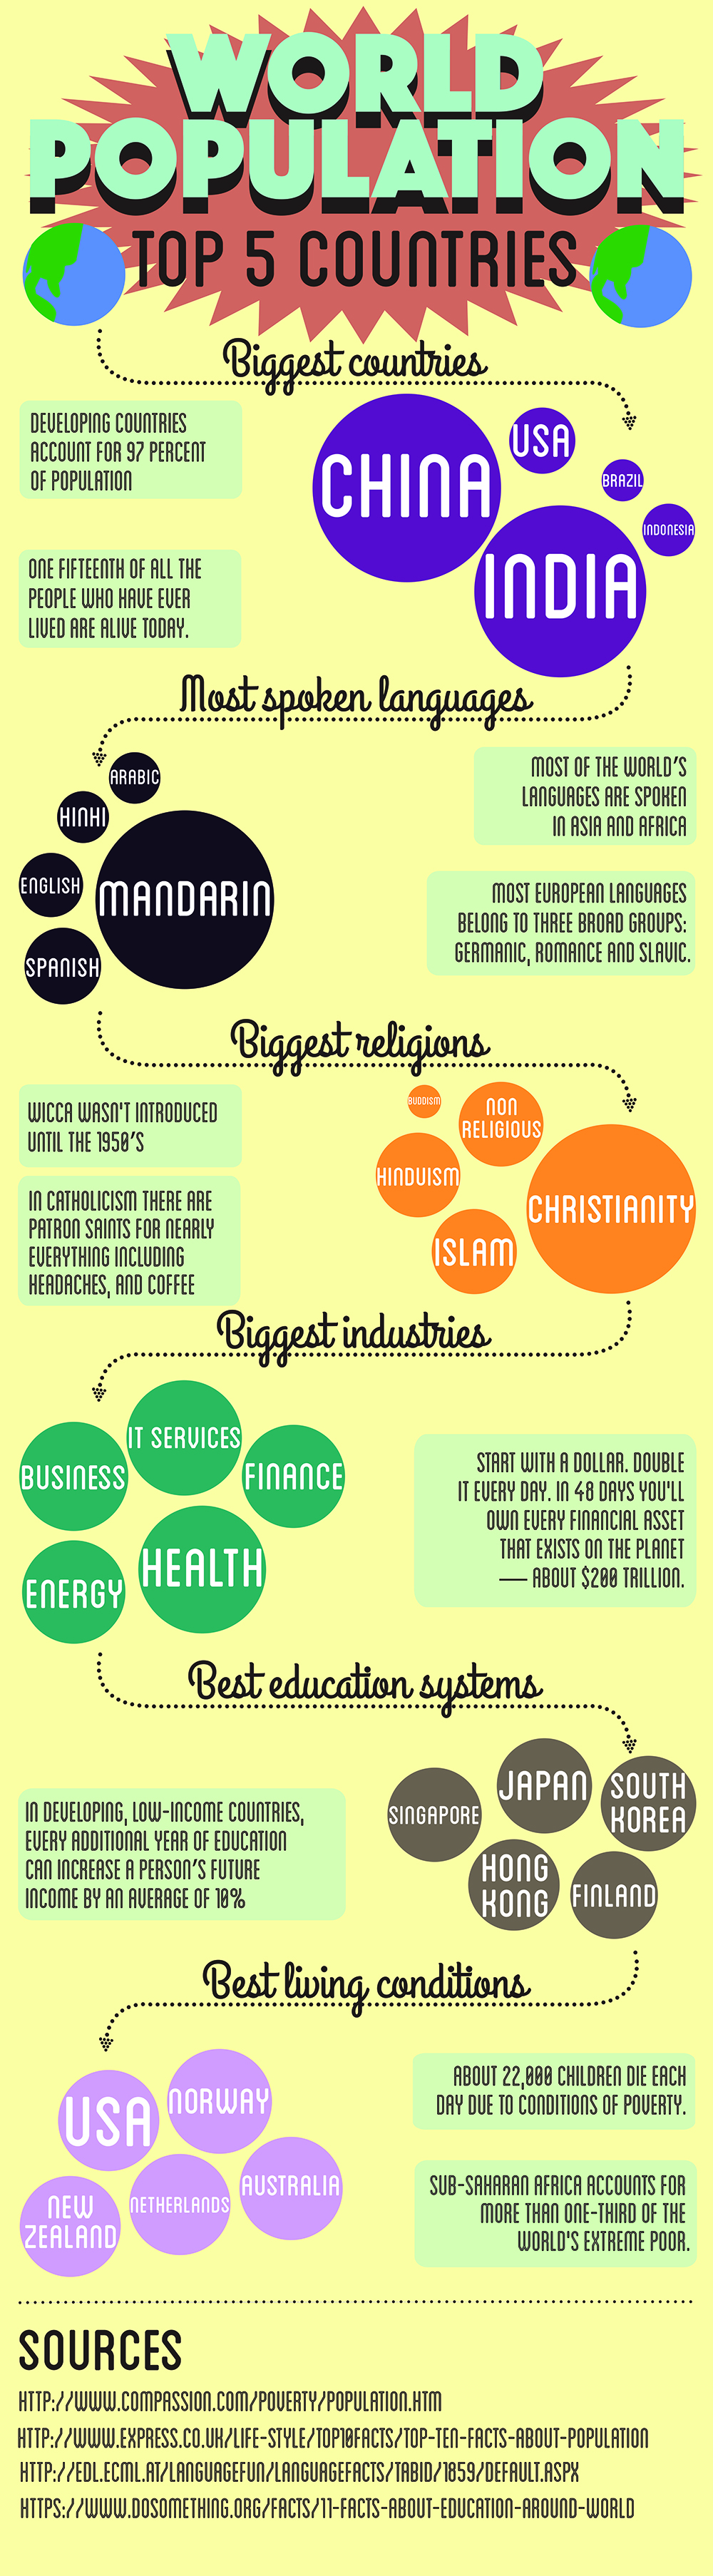 WORLD
POPULATION
TOP 5 COUNTRIES
Biggest countries
DEVELOPING COUNTRIES
ACCOUNT FOR 97 PERCENT
OF POPULATION
ONE FIFTEENTH OF ALL THE
PEOPLE WHO HAVE EVER
LIVED ARE ALIVE TODAY.
CHINA
USA
BRAZIL
INDONESIA
INDIA
Most spoken languages
ARABIC
HINHI
ENGLISH
MANDARIN
SPANISH
MOST OF THE WORLD'S
LANGUAGES ARE SPOKEN
IN ASIA AND AFRICA
MOST EUROPEAN LANGUAGES
BELONG TO THREE BROAD GROUPS:
GERMANIC, ROMANCE AND SLAVIC.
Biggest religions
WICCA WASN'T INTRODUCED
UNTIL THE 1950'S
IN CATHOLICISM THERE ARE
PATRON SAINTS FOR NEARLY
EVERYTHING INCLUDING
HEADACHES, AND COFFEE
BUDDISM
NON
RELIGIOUS
HINDUISM
CHRISTIANITY
ISLAM
Biggest industries
IT SERVICES
BUSINESS
FINANCE
HEALTH
ENERGY
START WITH A DOLLAR. DOUBLE
IT EVERY DAY. IN 48 DAYS YOU'LL
OWN EVERY FINANCIAL ASSET
THAT EXISTS ON THE PLANET
— ABOUT $200 TRILLION.
Best education systems
IN DEVELOPING, LOW-INCOME COUNTRIES,
EVERY ADDITIONAL YEAR OF EDUCATION
CAN INCREASE A PERSON'S FUTURE
INCOME BY AN AVERAGE OF 10%
SINGAPORE
JAPAN
SOUTH
KOREA
HONG
KONG
FINLAND
Best living conditions
USA
NORWAY
NEW
ZEALAND
NETHERLANDS
AUSTRALIA
ABOUT 22,000 CHILDREN DIE EACH
DAY DUE TO CONDITIONS OF POVERTY.
SUB-SAHARAN AFRICA ACCOUNTS FOR
MORE THAN ONE-THIRD OF THE
WORLD'S EXTREME POOR.
SOURCES
HTTP://WWW.COMPASSION.COM/POVERTY/POPULATION.HTM
HTTP://WWW.EXPRESS.CO.UK/LIFE-STYLE/TOP10FACTS/TOP-TEN-FACTS-ABOUT-POPULATION
HTTP://EDL.ECML.AT/LANGUAGEFUN/LANGUAGEFACTS/TABID/1859/DEFAULT.ASPX
HTTPS://WWW.DOSOMETHING.ORG/FACTS/11-FACTS-ABOUT-EDUCATION-AROUND-WORLD